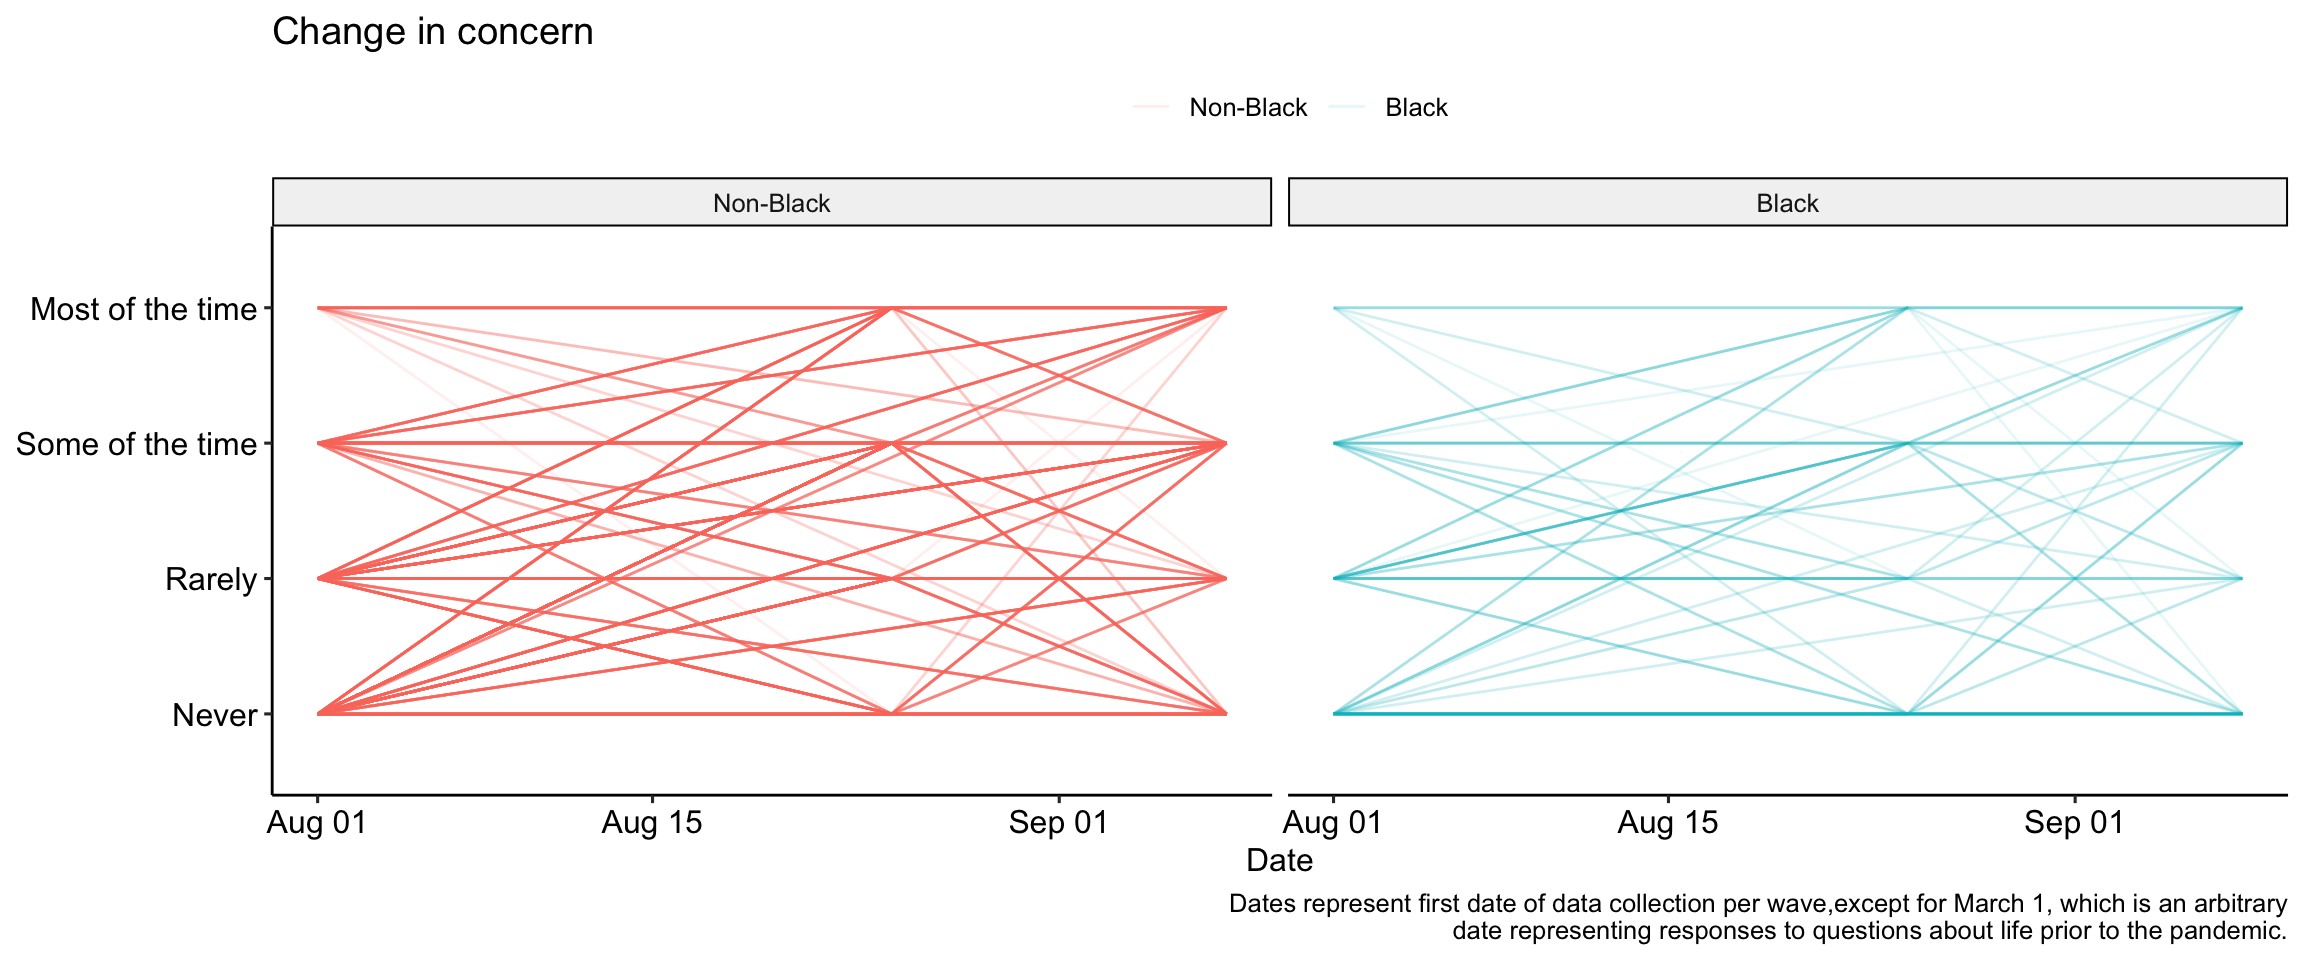 Change in concern
Non-Black
Black
Non-Black
Black
Most of the time
Some of the time
Rarely
Never
Aug 01
Aug 15
Sep 01
Aug 01
Aug 15
Sep 01
Date
Dates represent first date of data collection per wave,except for March 1, which is an arbitrary
date representing responses to questions about life prior to the pandemic.